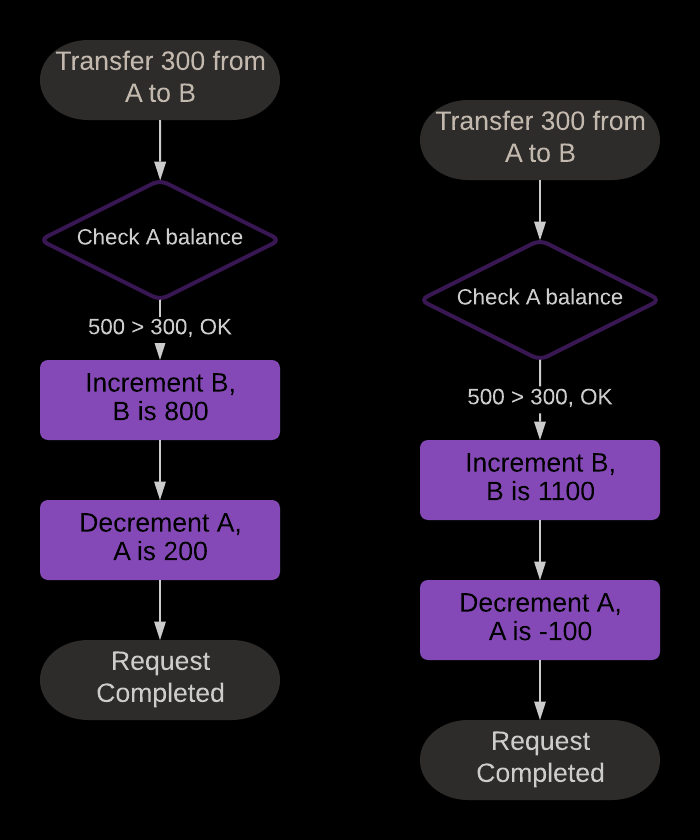 Transfer 300 from
A to B
Check A balance
500 > 300, OK
Increment B,
B is 800
Decrement A,
A is 200
Request
Completed
Transfer 300 from
A to B
Check A balance
500 > 300, OK
Increment B,
B is 1100
Decrement A,
A is -100
Request
Completed